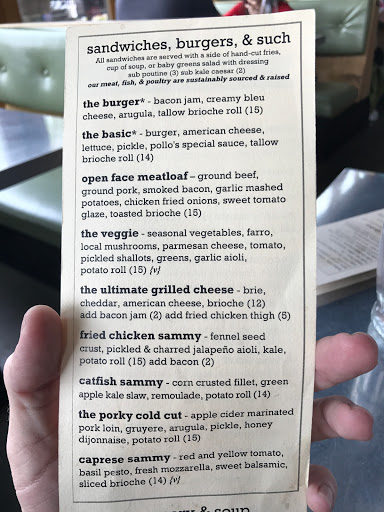 sandwiches, burgers, & such
All sandwiches are served with a side of hand-cut fries,
cup of soup, or baby greens salad with dressing
sub poutine (3) sub kale caesar (2)
our meat, fish, & poultry are sustainably sourced & raised
the burger* - bacon jam, creamy bleu
cheese, arugula, tallow brioche roll (15)
the basic* - burger, american cheese,
lettuce, pickle, pollo's special sauce, tallow
brioche roll (14)
open face meatloaf – ground beef,
ground pork, smoked bacon, garlic mashed
potatoes, chicken fried onions, sweet tomato
glaze, toasted brioche (15)
the veggie - seasonal vegetables, farro,
local mushrooms, parmesan cheese, tomato,
pickled shallots, greens, garlic aioli,
potato roll (15) [v]
the ultimate grilled cheese - brie,
cheddar, american cheese, brioche (12)
add bacon jam (2) add fried chicken thigh (5)
fried chicken sammy - fennel seed
crust, pickled & charred jalapeño aioli, kale,
potato roll (15) add bacon (2)
catfish sammy - corn crusted fillet, green
apple kale slaw, remoulade, potato roll (14)
the porky cold cut - apple cider marinated
pork loin, gruyere, arugula, pickle, honey
dijonnaise, potato roll (15)
caprese sammy - red and yellow tomato,
basil pesto, fresh mozzarella, sweet balsamic,
sliced brioche (14) [v]
& soup